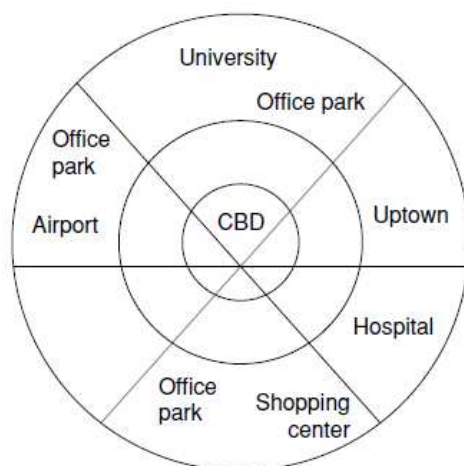 University
Office park
Office
park
Airport
CBD
Uptown
Hospital
Office
park
Shopping
center